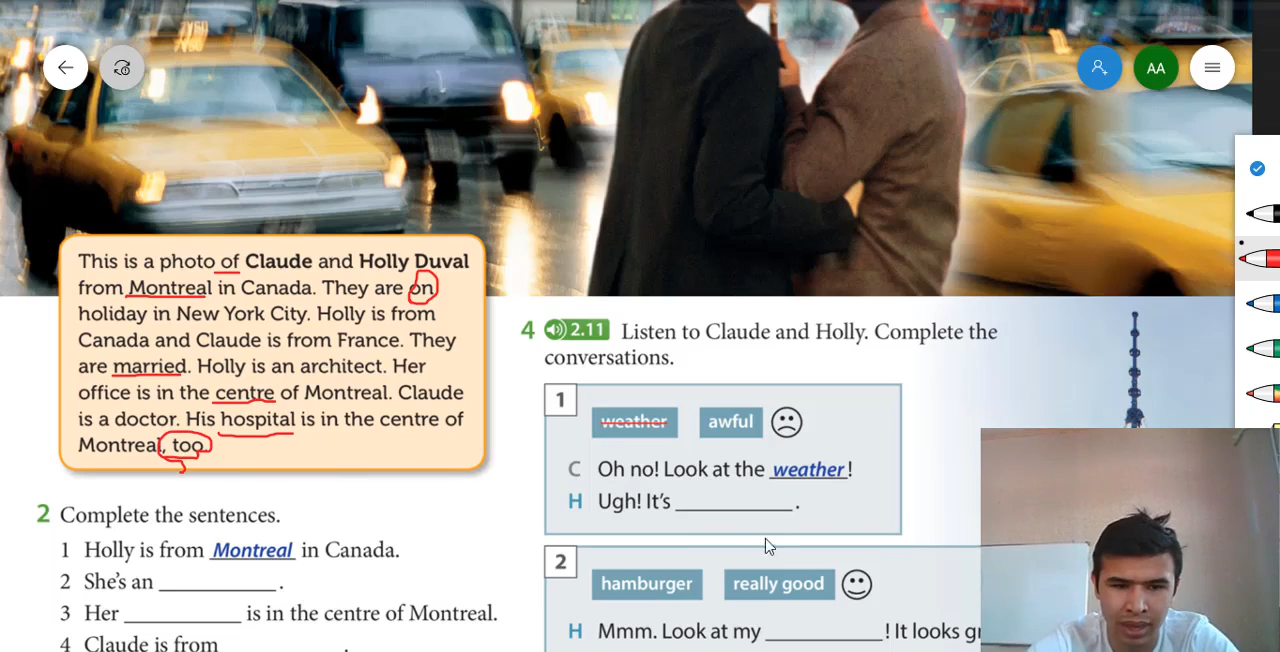 AA
This is a photo of Claude and Holly Duval
from Montreal in Canada. They are on
holiday in New York City. Holly is from
Canada and Claude is from France. They
are married. Holly is an architect. Her
office is in the centre of Montreal. Claude
is a doctor. His hospital is in the centre of
Montreal, too.
2 Complete the sentences.
1 Holly is from Montreal in Canada.
2 She's an ____________ .
3 Her ____________ is in the centre of Montreal.
4 Claude is from ____________ .
4 2.11 Listen to Claude and Holly. Complete the
conversations.
1
weather awful
C Oh no! Look at the weather!
H Ugh! It's ____________ .
2
hamburger really good
H Mmm. Look at my ____________! It looks